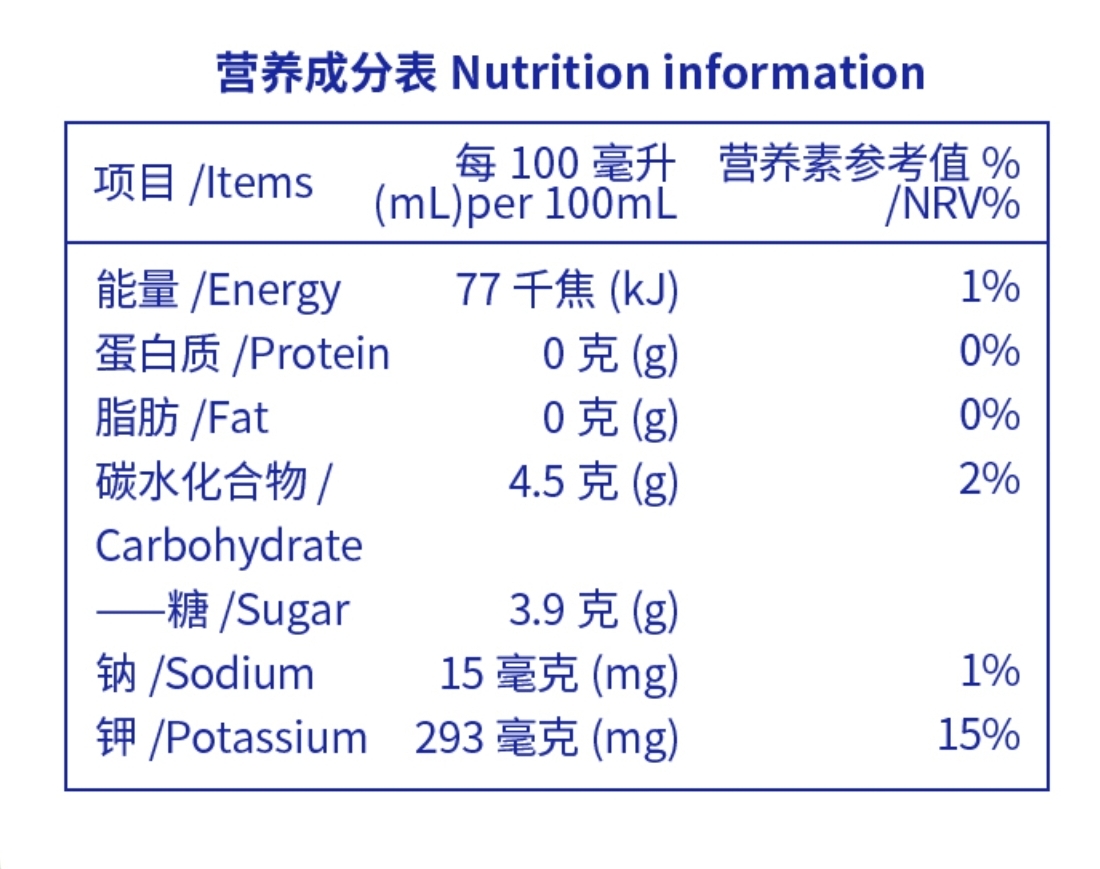 营养成分表 Nutrition information
项目 /Items 每 100 毫升 (mL)per 100mL 营养素参考值 % /NRV%
能量 /Energy 77 千焦 (kJ) 1%
蛋白质 /Protein 0 克 (g) 0%
脂肪 /Fat 0 克 (g) 0%
碳水化合物 / 4.5 克 (g) 2%
Carbohydrate
——糖 /Sugar 3.9 克 (g)
钠 /Sodium 15 毫克 (mg) 1%
钾 /Potassium 293 毫克 (mg) 15%